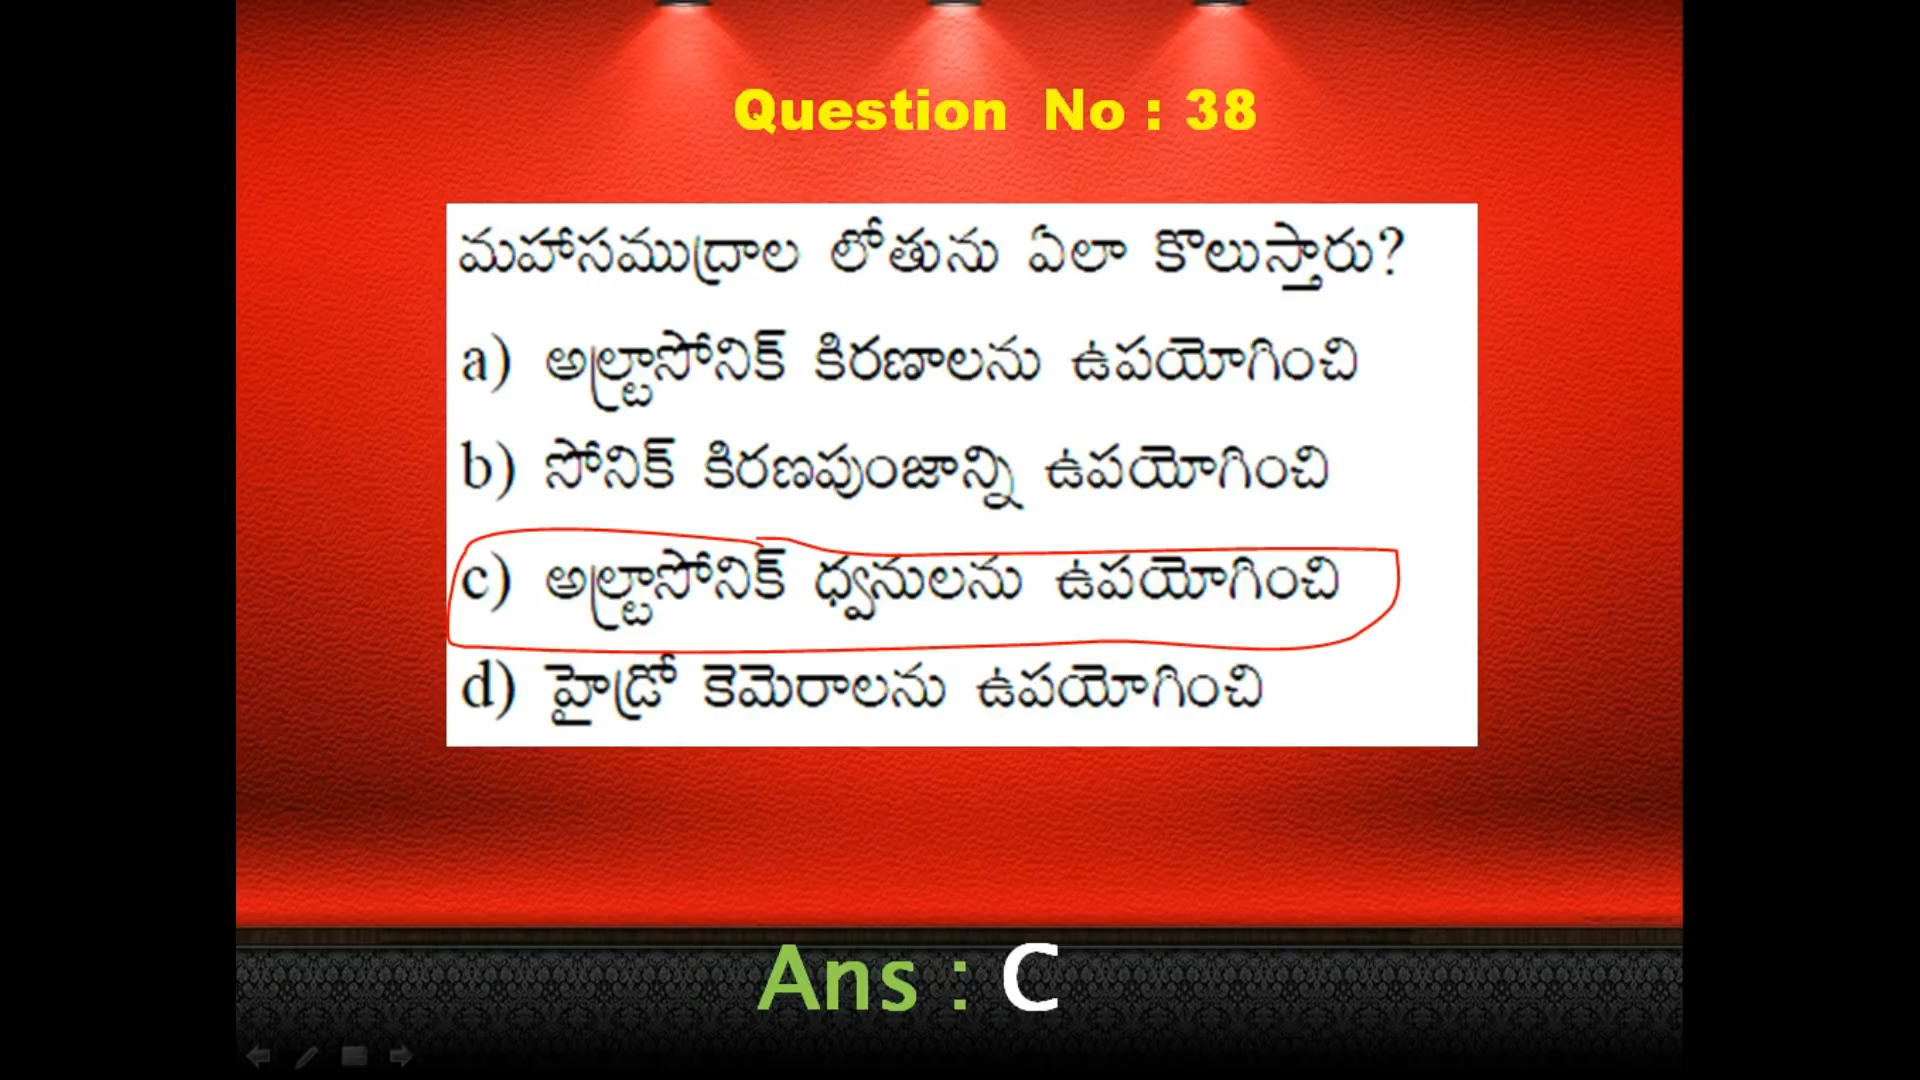 Question No : 38
మహాసముద్రాల లోతును ఏలా కొలుస్తారు?
a) అల్ట్రాసోనిక్ కిరణాలను ఉపయోగించి
b) సోనిక్ కిరణపుంజాన్ని ఉపయోగించి
c) అల్ట్రాసోనిక్ ధ్వనులను ఉపయోగించి
d) హైడ్రో కెమెరాలను ఉపయోగించి
Ans : C